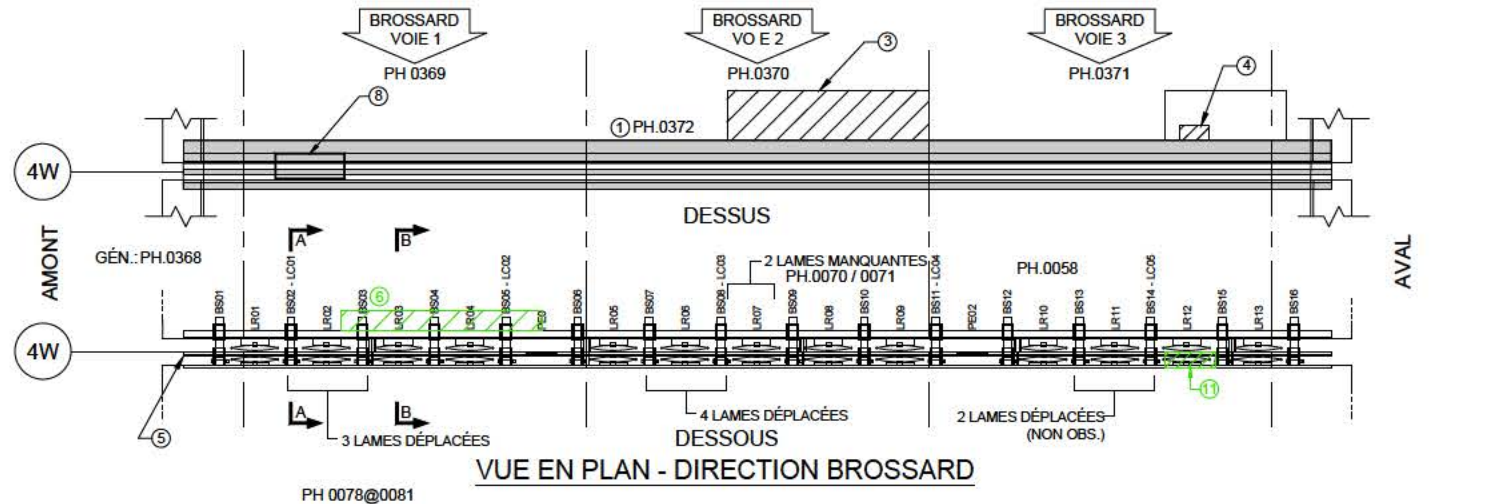 BROSSARD
VOIE 1
BROSSARD
VO E 2
BROSSARD
VOIE 3
PH 0369
PH.0370
PH.0371
3
4
8
1 PH.0372
4W
DESSUS
AMONT
AVAL
GÉN.: PH.0368
A
B
2 LAMES MANQUANTES
PH.0070 / 0071
PH.0058
6
BS01
LR01
BS02 - LC01
LR02
BS03
LR03
BS04
LR04
BS05 - LC02
PE0
BS06
LR05
BS07
LR06
BS08 - LC03
LR07
BS09
LR08
BS10
LR09
BS11 - LC04
PE02
BS12
LR10
BS13
LR11
BS14 - LC05
LR12
BS15
LR13
BS16
4W
11
A
B
5
3 LAMES DÉPLACÉES
4 LAMES DÉPLACÉES
2 LAMES DÉPLACÉES
(NON OBS.)
DESSOUS
VUE EN PLAN - DIRECTION BROSSARD
PH 0078@0081